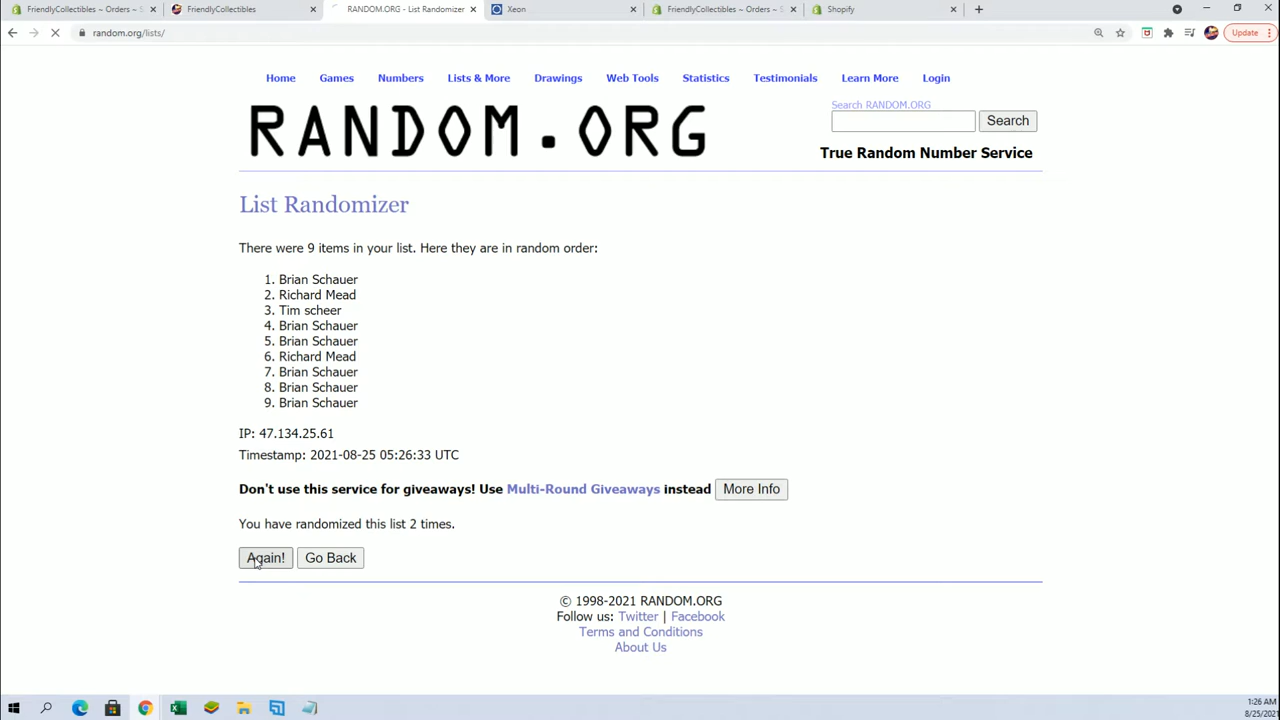 FriendlyCollectibles ~ Orders ~ S
FriendlyCollectibles
RANDOM.ORG - List Randomizer
Xeon
FriendlyCollectibles ~ Orders ~ S
Shopify
random.org/lists/
Update
Home Games Numbers Lists & More Drawings Web Tools Statistics Testimonials Learn More Login
RANDOM.ORG
Search RANDOM.ORG
Search
True Random Number Service
List Randomizer
There were 9 items in your list. Here they are in random order:
1. Brian Schauer
2. Richard Mead
3. Tim scheer
4. Brian Schauer
5. Brian Schauer
6. Richard Mead
7. Brian Schauer
8. Brian Schauer
9. Brian Schauer
IP: 47.134.25.61
Timestamp: 2021-08-25 05:26:33 UTC
Don't use this service for giveaways! Use Multi-Round Giveaways instead More Info
You have randomized this list 2 times.
Again! Go Back
© 1998-2021 RANDOM.ORG
Follow us: Twitter | Facebook
Terms and Conditions
About Us
1:26 AM
8/25/2021